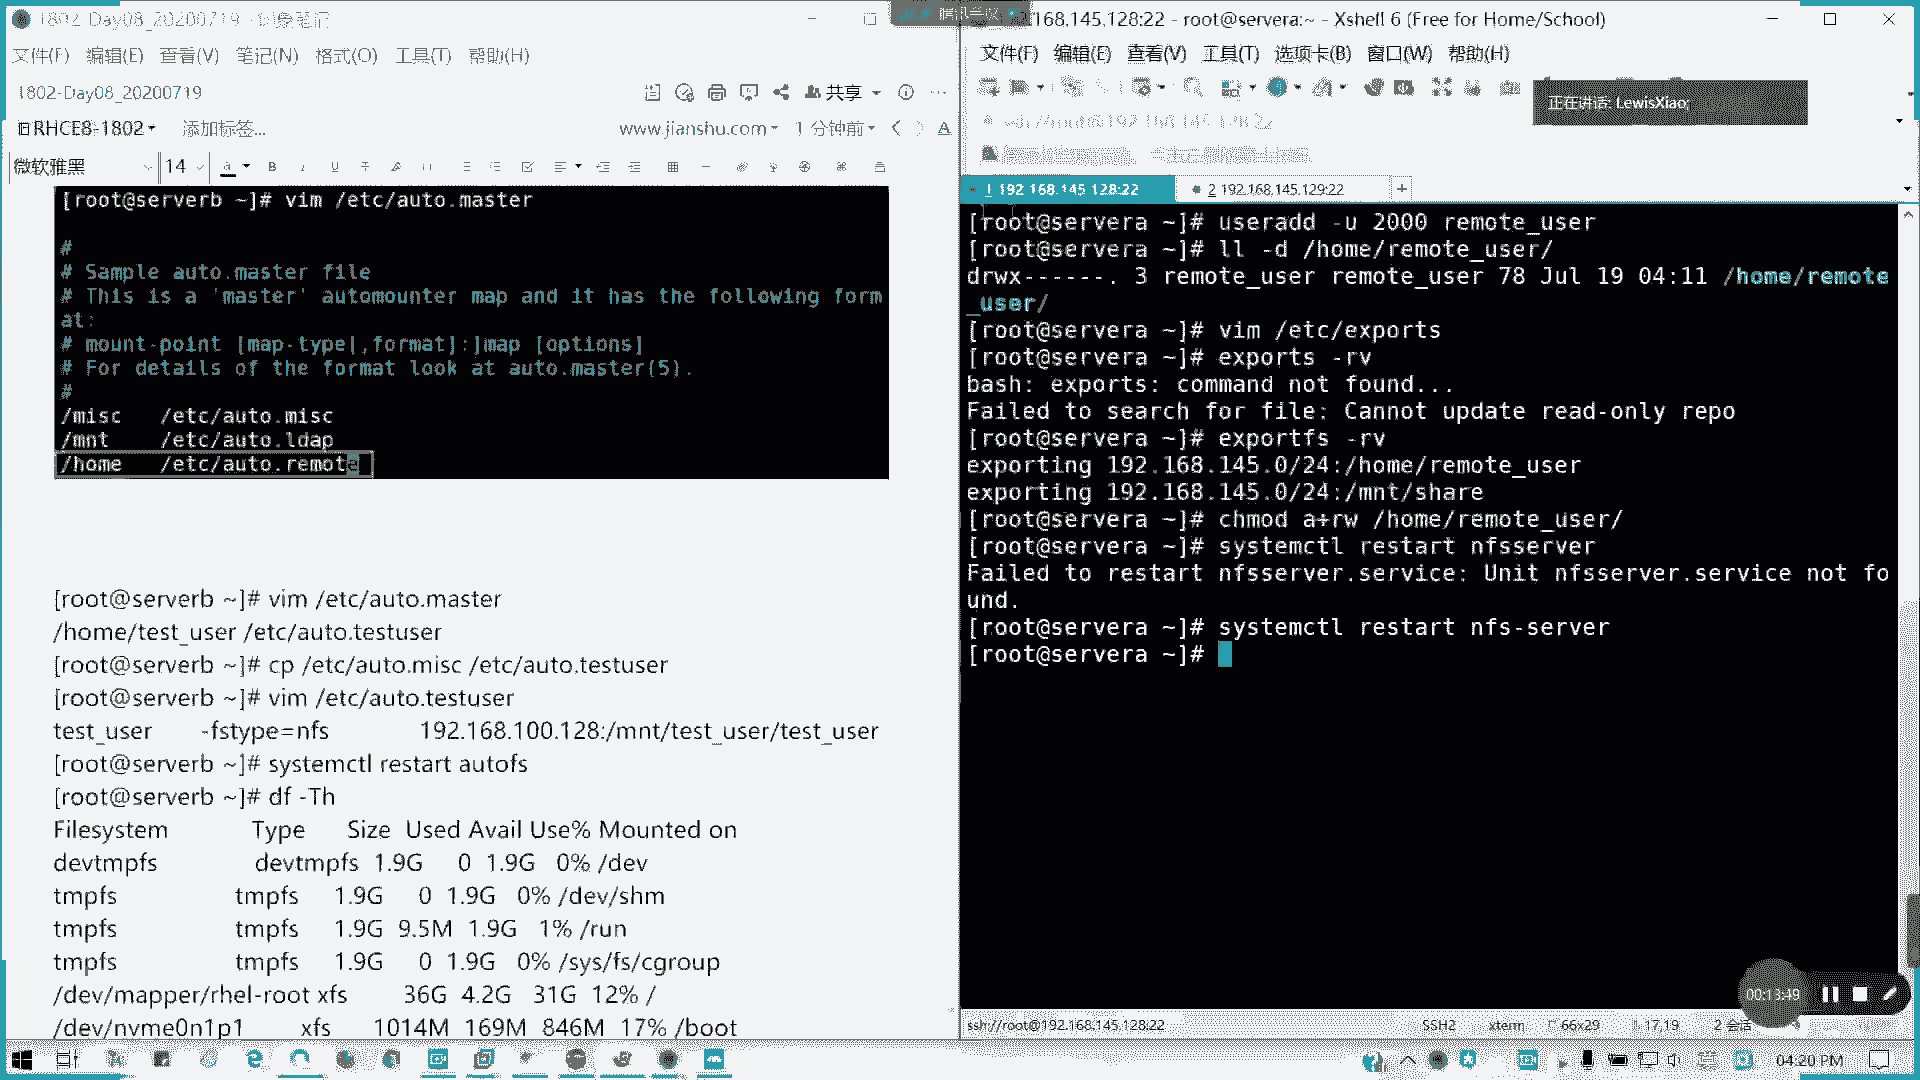 1802-Day08_20200719 - 印象笔记
文件(F) 编辑(E) 查看(V) 笔记(N) 格式(O) 工具(T) 帮助(H)
1802-Day08_20200719
共享
RHCE8-1802
添加标签...
www.jianshu.com
1 分钟前
微软雅黑
14
[root@serverb ~]# vim /etc/auto.master
#
# Sample auto.master file
# This is a 'master' automounter map and it has the following form
at:
# mount-point [map-type[,format]:]map [options]
# For details of the format look at auto.master(5).
#
/misc /etc/auto.misc
/mnt /etc/auto.ldap
/home /etc/auto.remote
[root@serverb ~]# vim /etc/auto.master
/home/test_user /etc/auto.testuser
[root@serverb ~]# cp /etc/auto.misc /etc/auto.testuser
[root@serverb ~]# vim /etc/auto.testuser
test_user -fstype=nfs 192.168.100.128:/mnt/test_user/test_user
[root@serverb ~]# systemctl restart autofs
[root@serverb ~]# df -Th
Filesystem Type Size Used Avail Use% Mounted on
devtmpfs devtmpfs 1.9G 0 1.9G 0% /dev
tmpfs tmpfs 1.9G 0 1.9G 0% /dev/shm
tmpfs tmpfs 1.9G 9.5M 1.9G 1% /run
tmpfs tmpfs 1.9G 0 1.9G 0% /sys/fs/cgroup
/dev/mapper/rhel-root xfs 36G 4.2G 31G 12% /
/dev/nvme0n1p1 xfs 1014M 169M 846M 17% /boot
腾讯会议
168.145.128:22 - root@servera:~ - Xshell 6 (Free for Home/School)
文件(F) 编辑(E) 查看(V) 工具(T) 选项卡(B) 窗口(W) 帮助(H)
正在讲话: LewisXiao;
ssh://root@192.168.145.128:22
1 192.168.145.128:22
2 192.168.145.129:22
[root@servera ~]# useradd -u 2000 remote_user
[root@servera ~]# ll -d /home/remote_user/
drwx------. 3 remote_user remote_user 78 Jul 19 04:11 /home/remote
_user/
[root@servera ~]# vim /etc/exports
[root@servera ~]# exports -rv
bash: exports: command not found...
Failed to search for file: Cannot update read-only repo
[root@servera ~]# exportfs -rv
exporting 192.168.145.0/24:/home/remote_user
exporting 192.168.145.0/24:/mnt/share
[root@servera ~]# chmod a+rw /home/remote_user/
[root@servera ~]# systemctl restart nfsserver
Failed to restart nfsserver.service: Unit nfsserver.service not fo
und.
[root@servera ~]# systemctl restart nfs-server
[root@servera ~]#
00:13:49
ssh://root@192.168.145.128:22
SSH2
xterm
66x29
17,19
2 会话
04:20 PM